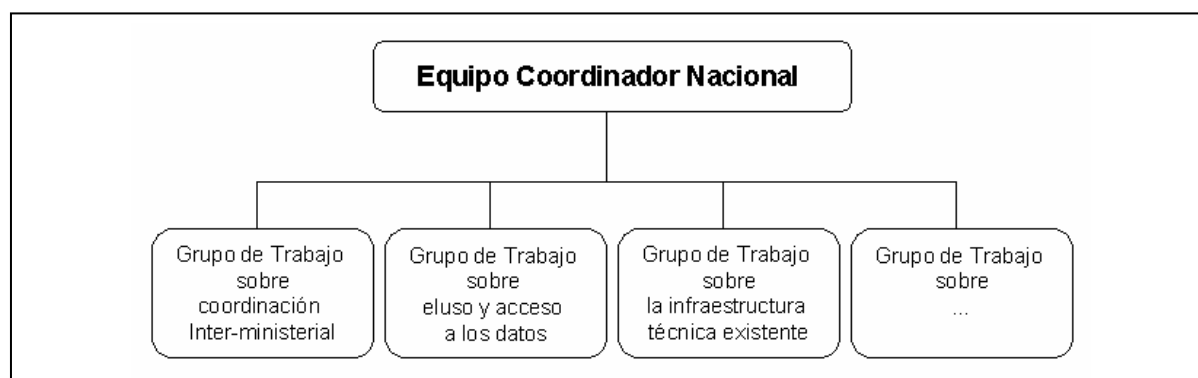 Equipo Coordinador Nacional
Grupo de Trabajo
sobre
coordinación
Inter-ministerial
Grupo de Trabajo
sobre
eluso y acceso
a los datos
Grupo de Trabajo
sobre
la infraestructura
técnica existente
Grupo de Trabajo
sobre
...